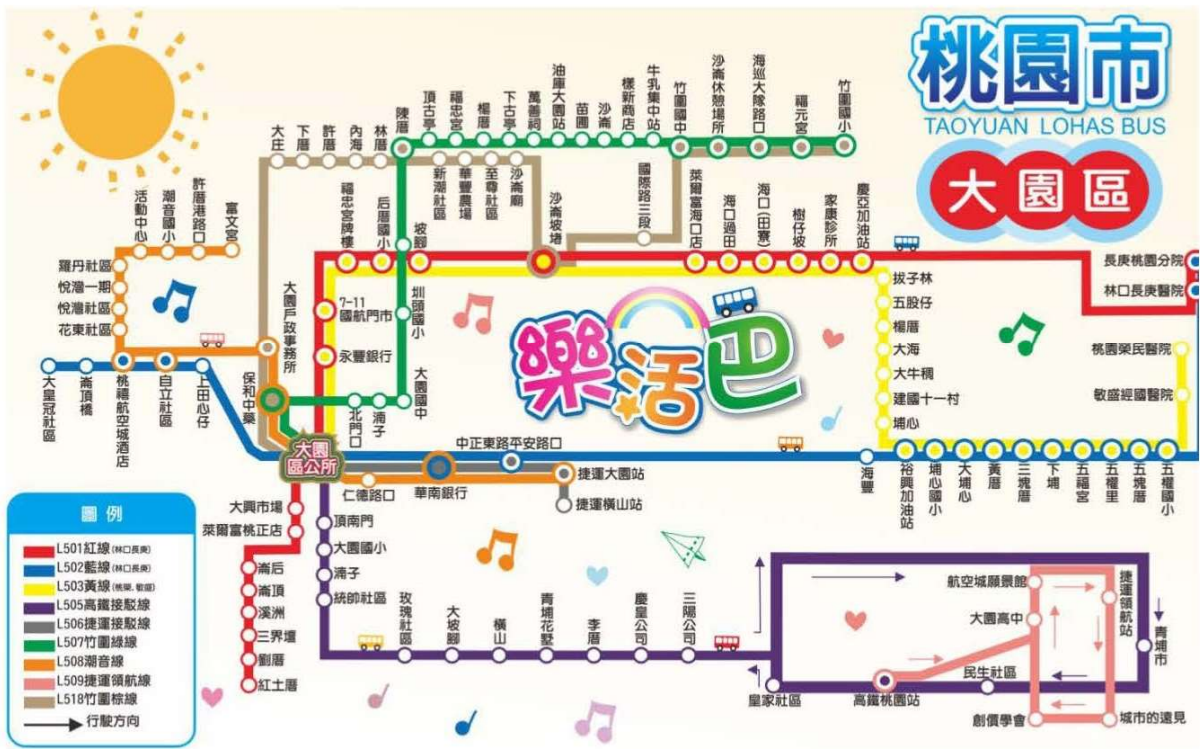 桃園市
TAOYUAN LOHAS BUS
大園區
樂活巴
大庄
下厝
許厝
內海
林厝
陳厝
頂古亭
福忠宮
楊厝
下古亭
萬善祠
油庫大園站
苗圃
沙崙
樣新商店
牛乳集中站
竹圍國中
沙崙休憩場所
海巡大隊路口
福元宮
竹圍國小
新潮社區
華豐農場
至尊社區
沙崙廟
沙崙坡堵
國際路三段
活動中心
潮音國小
許厝港路口
富文宮
羅丹社區
悅灣一期
悅灣社區
花東社區
福忠宮牌樓
后厝國小
坡腳
萊爾富海口店
海口過田
海口(田寮)
樹仔坡
家康診所
慶亞加油站
長庚桃園分院
林口長庚醫院
7-11
國航門市
永豐銀行
圳頭國小
大園國中
湳子
北門口
大園戶政事務所
保和中藥
大皇冠社區
崙頂橋
桃禧航空城酒店
自立社區
上田心仔
大園
區公所
拔子林
五股仔
楊厝
大海
大牛稠
建國十一村
埔心
桃園榮民醫院
敏盛經國醫院
中正東路平安路口
仁德路口
華南銀行
捷運大園站
捷運橫山站
海豐
裕興加油站
埔心國小
大埔心
黃厝
三塊厝
下埔
五福宮
五權里
五塊厝
五權國小
大興市場
萊爾富桃正店
崙后
崙頂
溪洲
三界壇
劉厝
紅土厝
頂南門
大園國小
湳子
統帥社區
玫瑰社區
大坡腳
橫山
青埔花墅
李厝
慶皇公司
三陽公司
皇家社區
高鐵桃園站
民生社區
青埔市
航空城願景館
大園高中
捷運領航站
創價學會
城市的遠見
圖 例
L501紅線(林口長庚)
L502藍線(林口長庚)
L503黃線(桃榮、敏盛)
L505高鐵接駁線
L506捷運接駁線
L507竹圍綠線
L508潮音線
L509捷運領航線
L518竹圍棕線
行駛方向